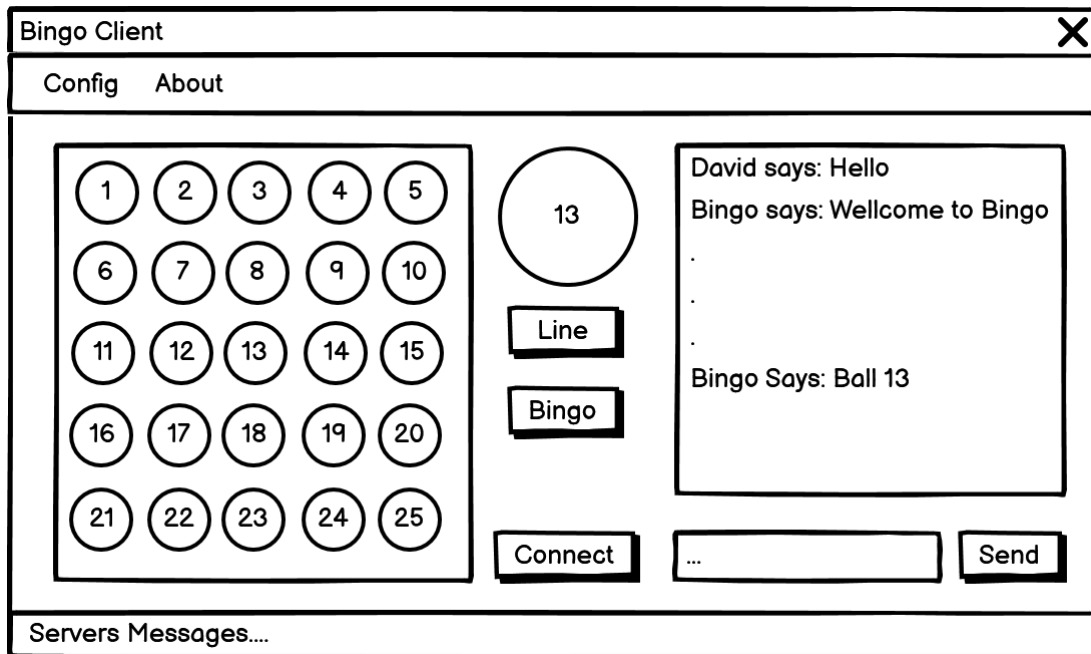 Bingo Client
Config About
1 2 3 4 5
6 7 8 9 10
11 12 13 14 15
16 17 18 19 20
21 22 23 24 25
13
Line
Bingo
Connect
David says: Hello
Bingo says: Wellcome to Bingo
.
.
.
Bingo Says: Ball 13
...
Send
Servers Messages....